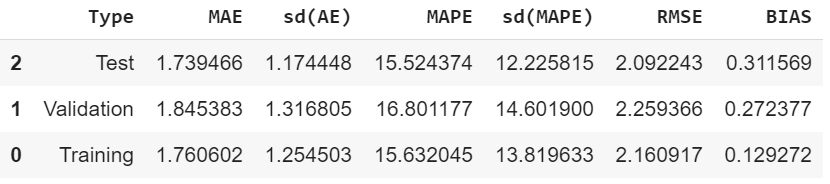 Type MAE sd(AE) MAPE sd(MAPE) RMSE BIAS
2 Test 1.739466 1.174448 15.524374 12.225815 2.092243 0.311569
1 Validation 1.845383 1.316805 16.801177 14.601900 2.259366 0.272377
0 Training 1.760602 1.254503 15.632045 13.819633 2.160917 0.129272